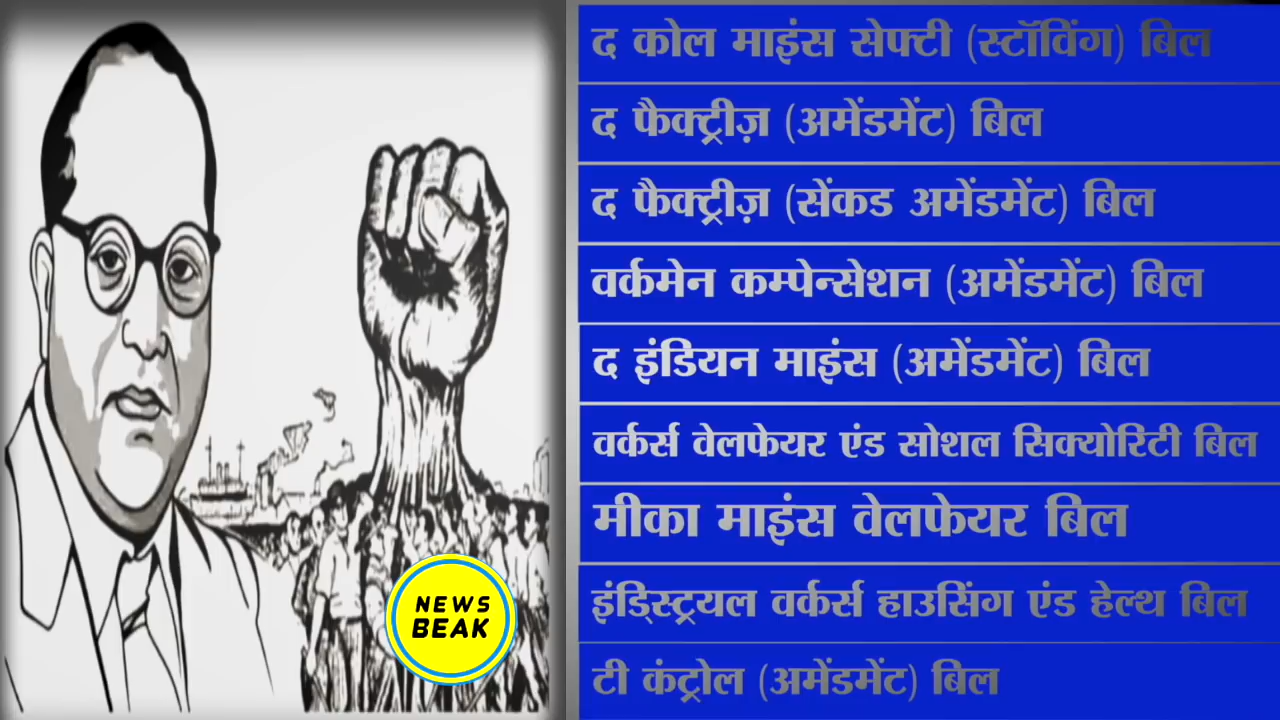 द कोल माइंस सेफ्टी (स्टॉविंग) बिल
द फैक्ट्रीज़ (अमेंडमेंट) बिल
द फैक्ट्रीज़ (सेंकड अमेंडमेंट) बिल
वर्कमेन कम्पेन्सेशन (अमेंडमेंट) बिल
द इंडियन माइंस (अमेंडमेंट) बिल
वर्कर्स वेलफेयर एंड सोशल सिक्योरिटी बिल
मीका माइंस वेलफेयर बिल
इंड्स्ट्रियल वर्कर्स हाउसिंग एंड हेल्थ बिल
टी कंट्रोल (अमेंडमेंट) बिल
NEWS
BEAK